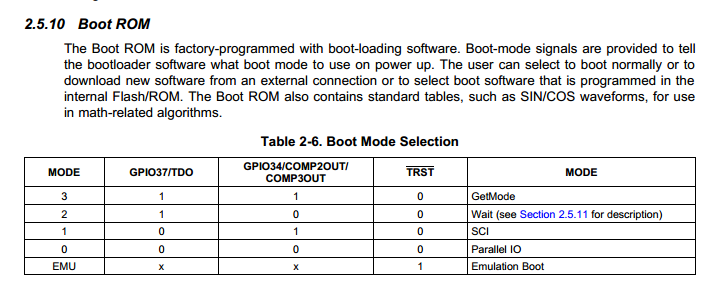 2.5.10 Boot ROM
The Boot ROM is factory-programmed with boot-loading software. Boot-mode signals are provided to tell
the bootloader software what boot mode to use on power up. The user can select to boot normally or to
download new software from an external connection or to select boot software that is programmed in the
internal Flash/ROM. The Boot ROM also contains standard tables, such as SIN/COS waveforms, for use
in math-related algorithms.
Table 2-6. Boot Mode Selection
MODE GPIO37/TDO GPIO34/COMP2OUT/ TRST MODE
COMP3OUT
3 1 1 0 GetMode
2 1 0 0 Wait (see Section 2.5.11 for description)
1 0 1 0 SCI
0 0 0 0 Parallel IO
EMU x x 1 Emulation Boot